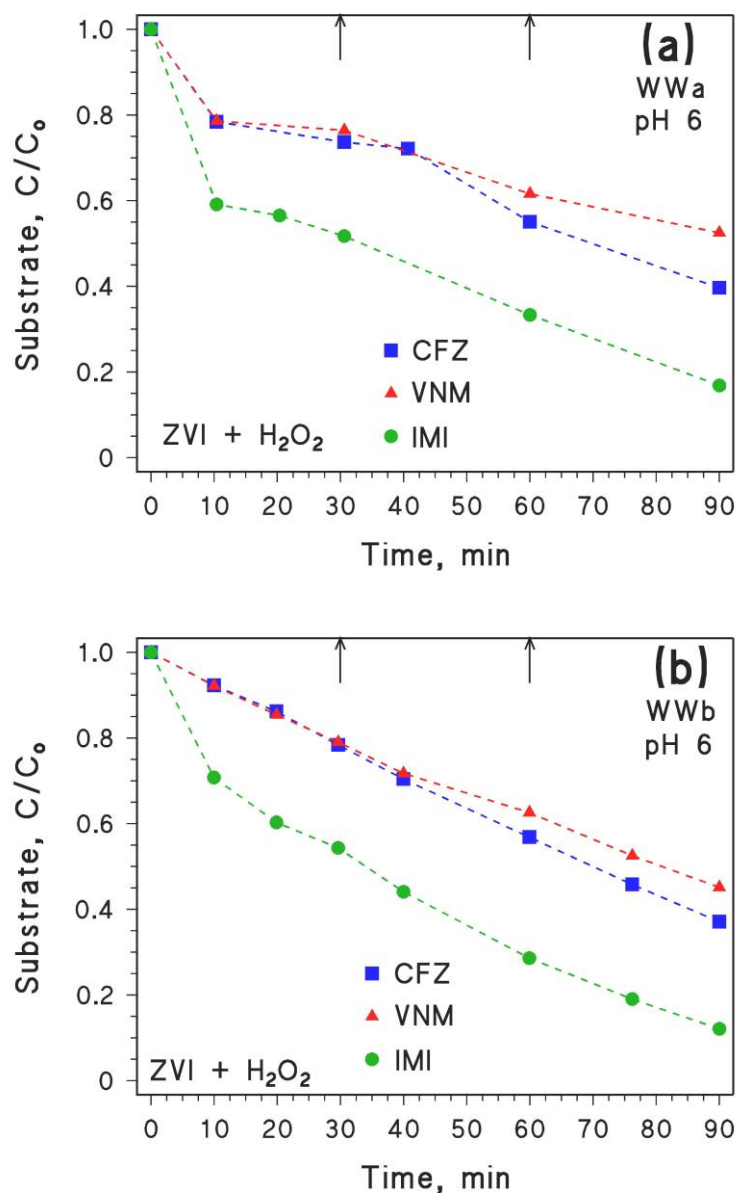 (a)
WWa
pH 6
1.0
0.8
0.6
0.4
0.2
0
Substrate, C/C₀
CFZ
VNM
IMI
ZVI + H₂O₂
0 10 20 30 40 50 60 70 80 90
Time, min
(b)
WWb
pH 6
1.0
0.8
0.6
0.4
0.2
0
Substrate, C/C₀
CFZ
VNM
IMI
ZVI + H₂O₂
0 10 20 30 40 50 60 70 80 90
Time, min